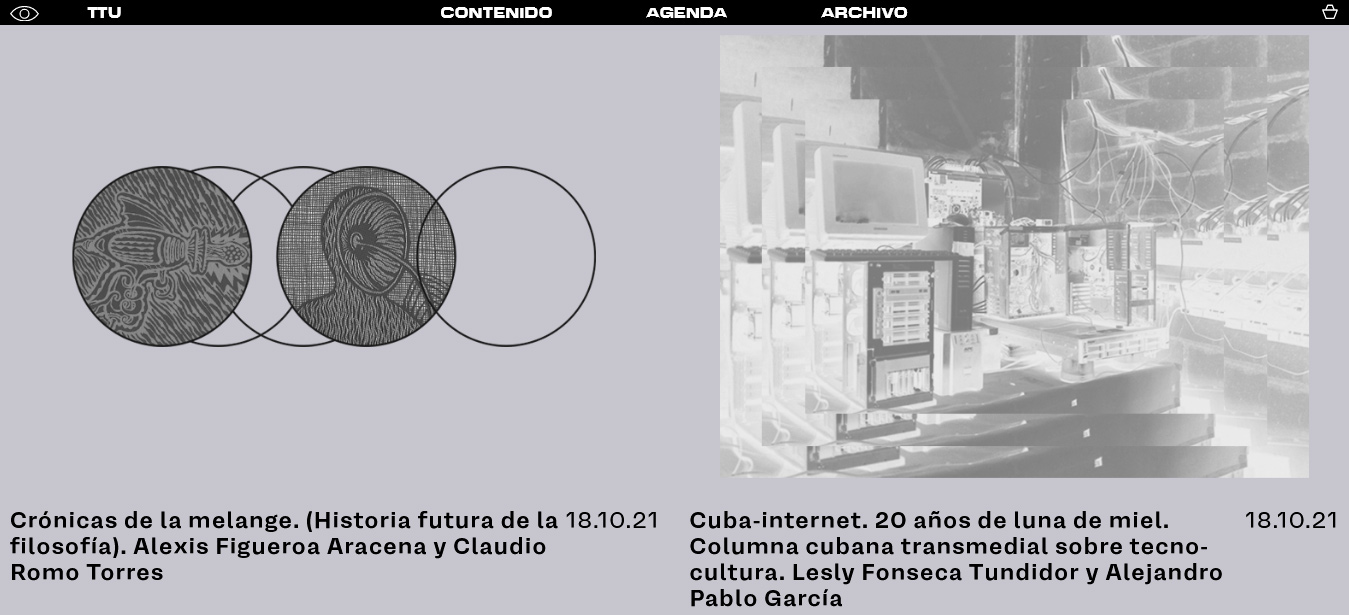 TTU
CONTENIDO
AGENDA
ARCHIVO
Crónicas de la melange. (Historia futura de la
filosofía). Alexis Figueroa Aracena y Claudio
Romo Torres
18.10.21
Cuba-internet. 20 años de luna de miel.
Columna cubana transmedial sobre tecno-
cultura. Lesly Fonseca Tundidor y Alejandro
Pablo García
18.10.21